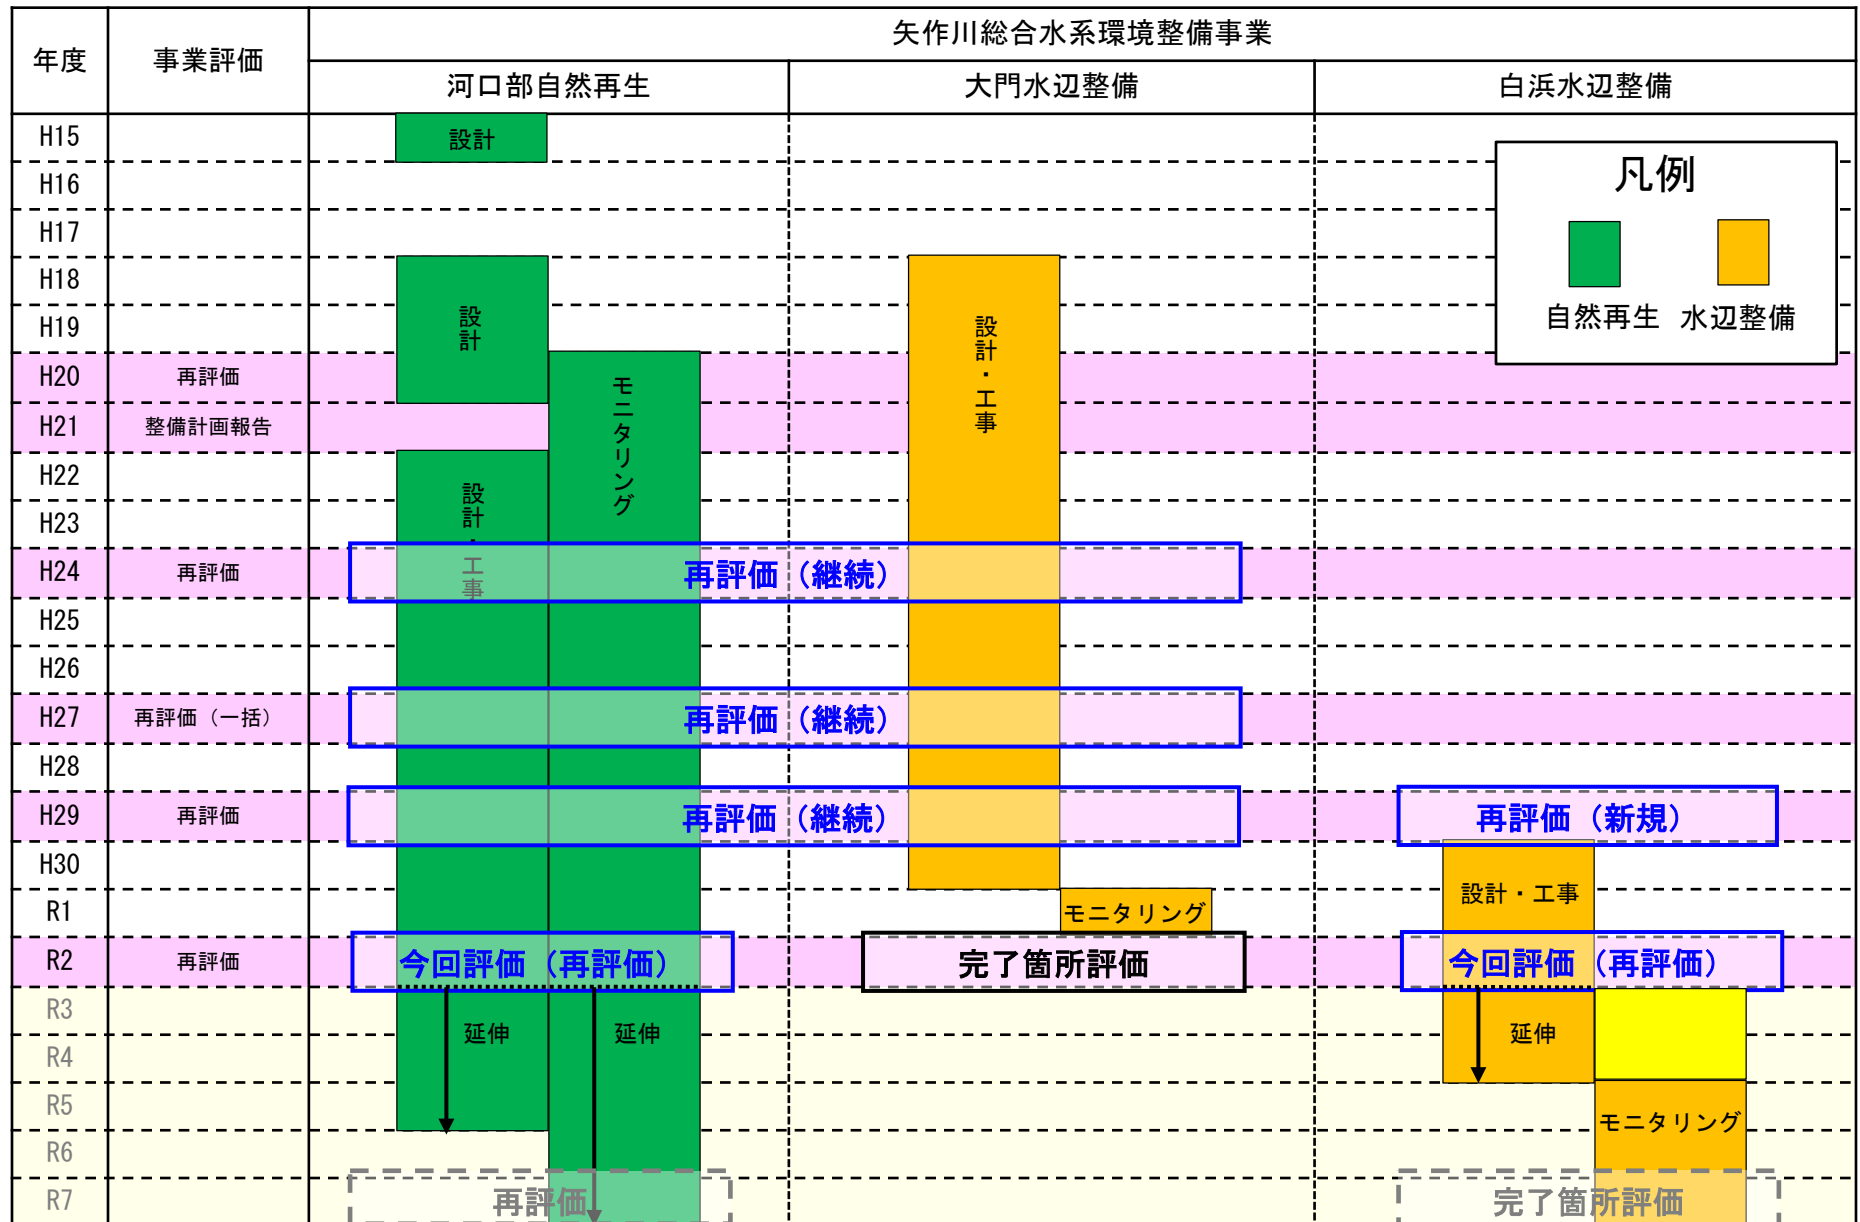 年度
事業評価
矢作川総合水系環境整備事業
河口部自然再生
大門水辺整備
白浜水辺整備
H15
設計
凡例
自然再生
水辺整備
H16
H17
H18
設計
設計・工事
H19
H20
再評価
モニタリング
H21
整備計画報告
H22
設計・工事
H23
H24
再評価
再評価（継続）
H25
H26
H27
再評価（一括）
再評価（継続）
H28
H29
再評価
再評価（継続）
再評価（新規）
H30
設計・工事
R1
モニタリング
R2
再評価
今回評価（再評価）
完了箇所評価
今回評価（再評価）
R3
延伸
延伸
延伸
R4
R5
モニタリング
R6
R7
再評価
完了箇所評価